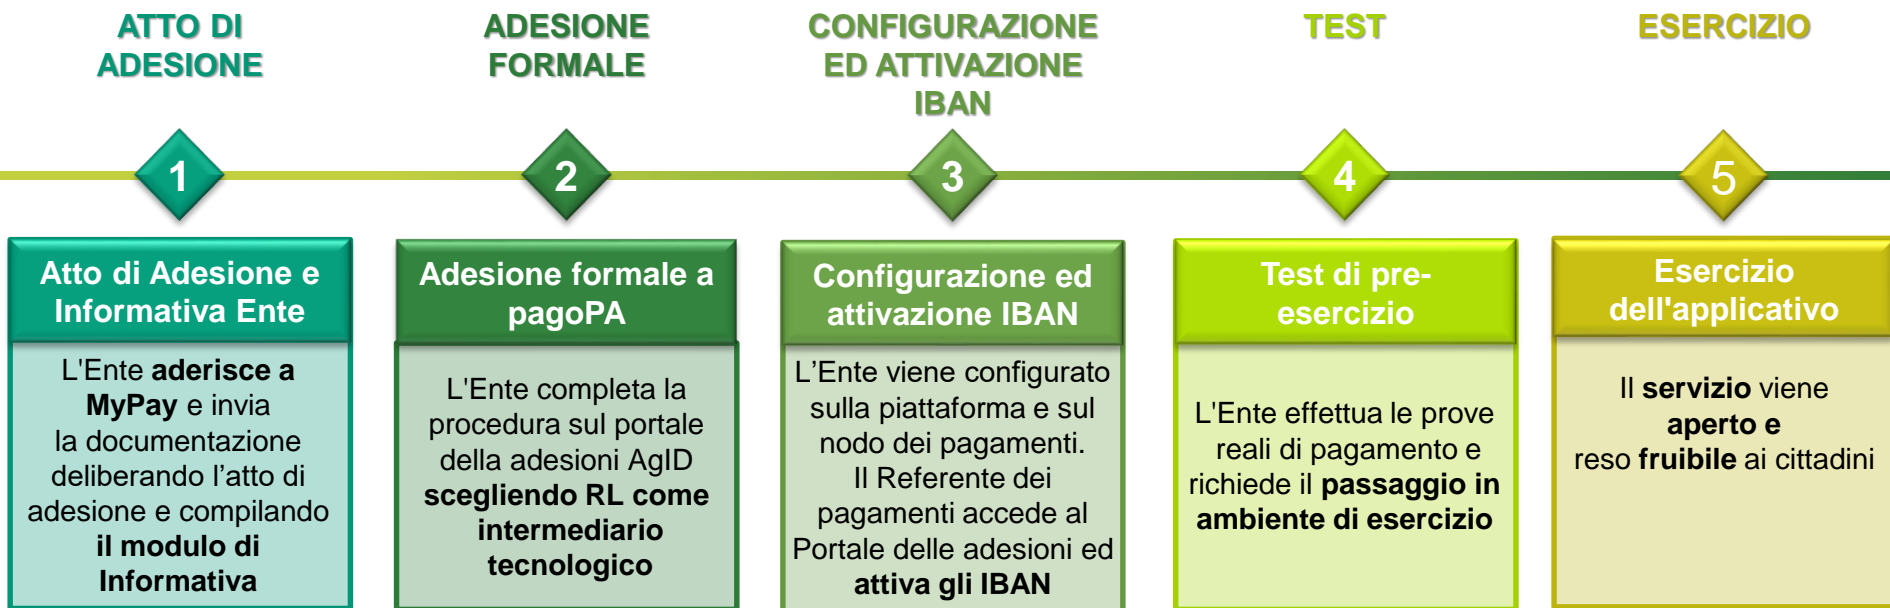 ATTO DI
ADESIONE
ADESIONE
FORMALE
CONFIGURAZIONE
ED ATTIVAZIONE
IBAN
TEST
ESERCIZIO
1
2
3
4
5
Atto di Adesione e
Informativa Ente
L'Ente aderisce a
MyPay e invia
la documentazione
deliberando l’atto di
adesione e compilando
il modulo di
Informativa
Adesione formale a
pagoPA
L'Ente completa la
procedura sul portale
della adesioni AgID
scegliendo RL come
intermediario
tecnologico
Configurazione ed
attivazione IBAN
L’Ente viene configurato
sulla piattaforma e sul
nodo dei pagamenti.
Il Referente dei
pagamenti accede al
Portale delle adesioni ed
attiva gli IBAN
Test di pre-
esercizio
L'Ente effettua le prove
reali di pagamento e
richiede il passaggio in
ambiente di esercizio
Esercizio
dell'applicativo
Il servizio viene
aperto e
reso fruibile ai cittadini